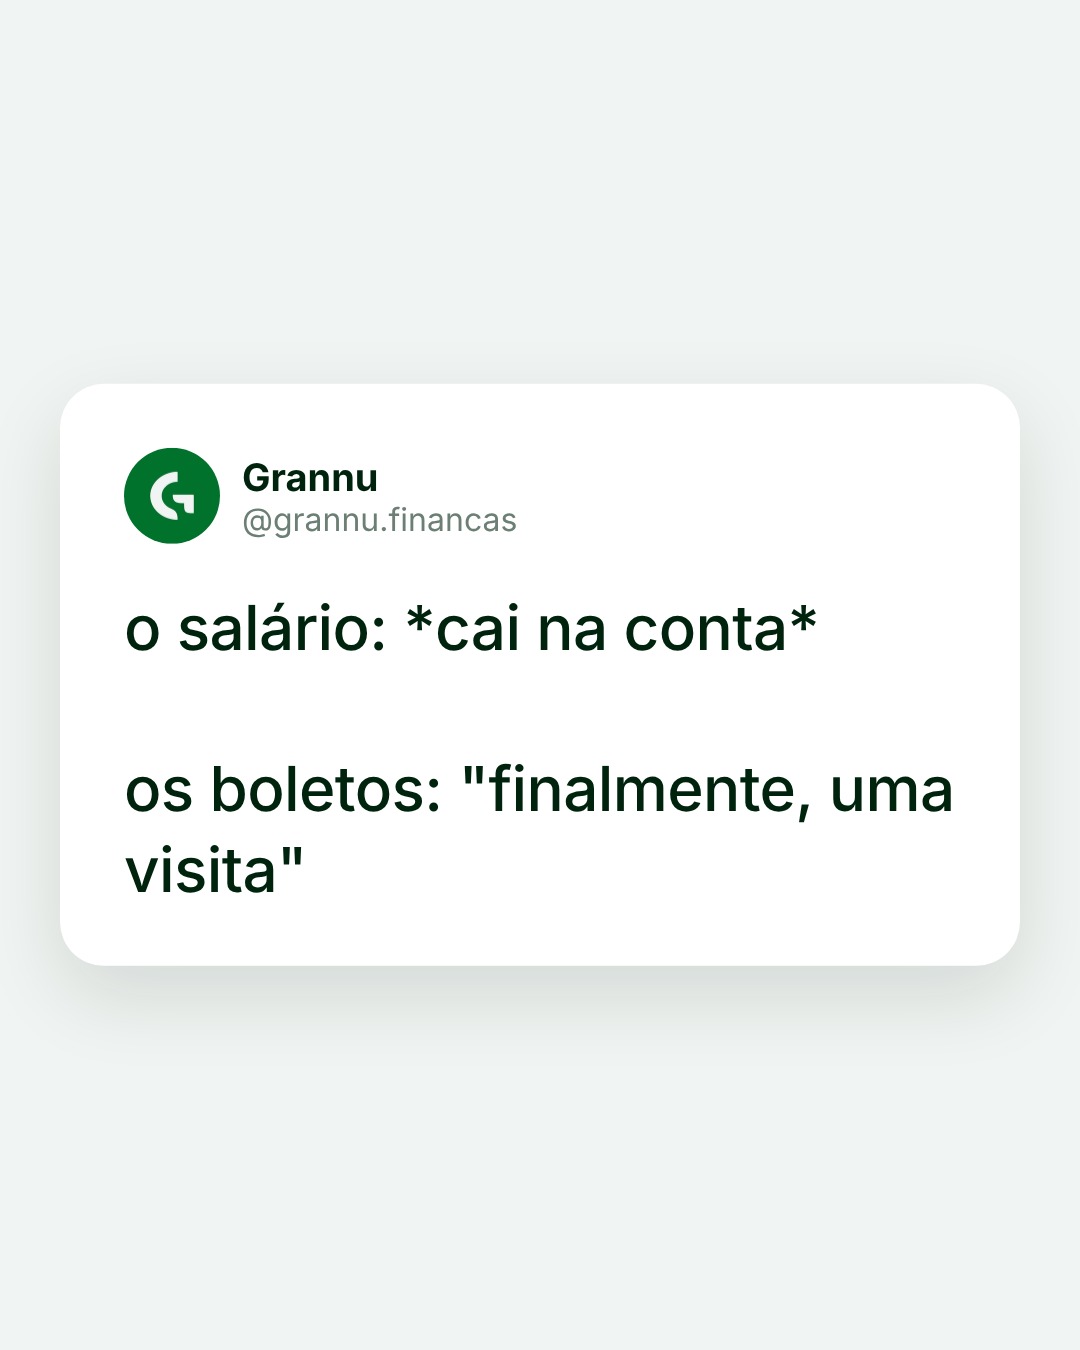 Grannu
@grannu.financas
o salário: *cai na conta*
os boletos: "finalmente, uma
visita"